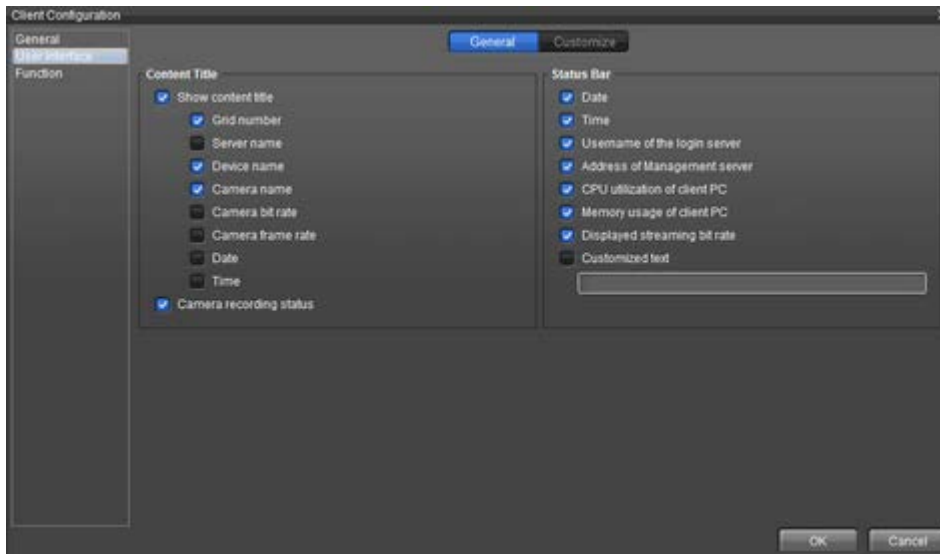 Client Configuration
General
User Interface
Function
General
Customize
Content Title
Show content title
Grid number
Server name
Device name
Camera name
Camera bit rate
Camera frame rate
Date
Time
Camera recording status
Status Bar
Date
Time
Username of the login server
Address of Management server
CPU utilization of client PC
Memory usage of client PC
Displayed streaming bit rate
Customized text
OK
Cancel